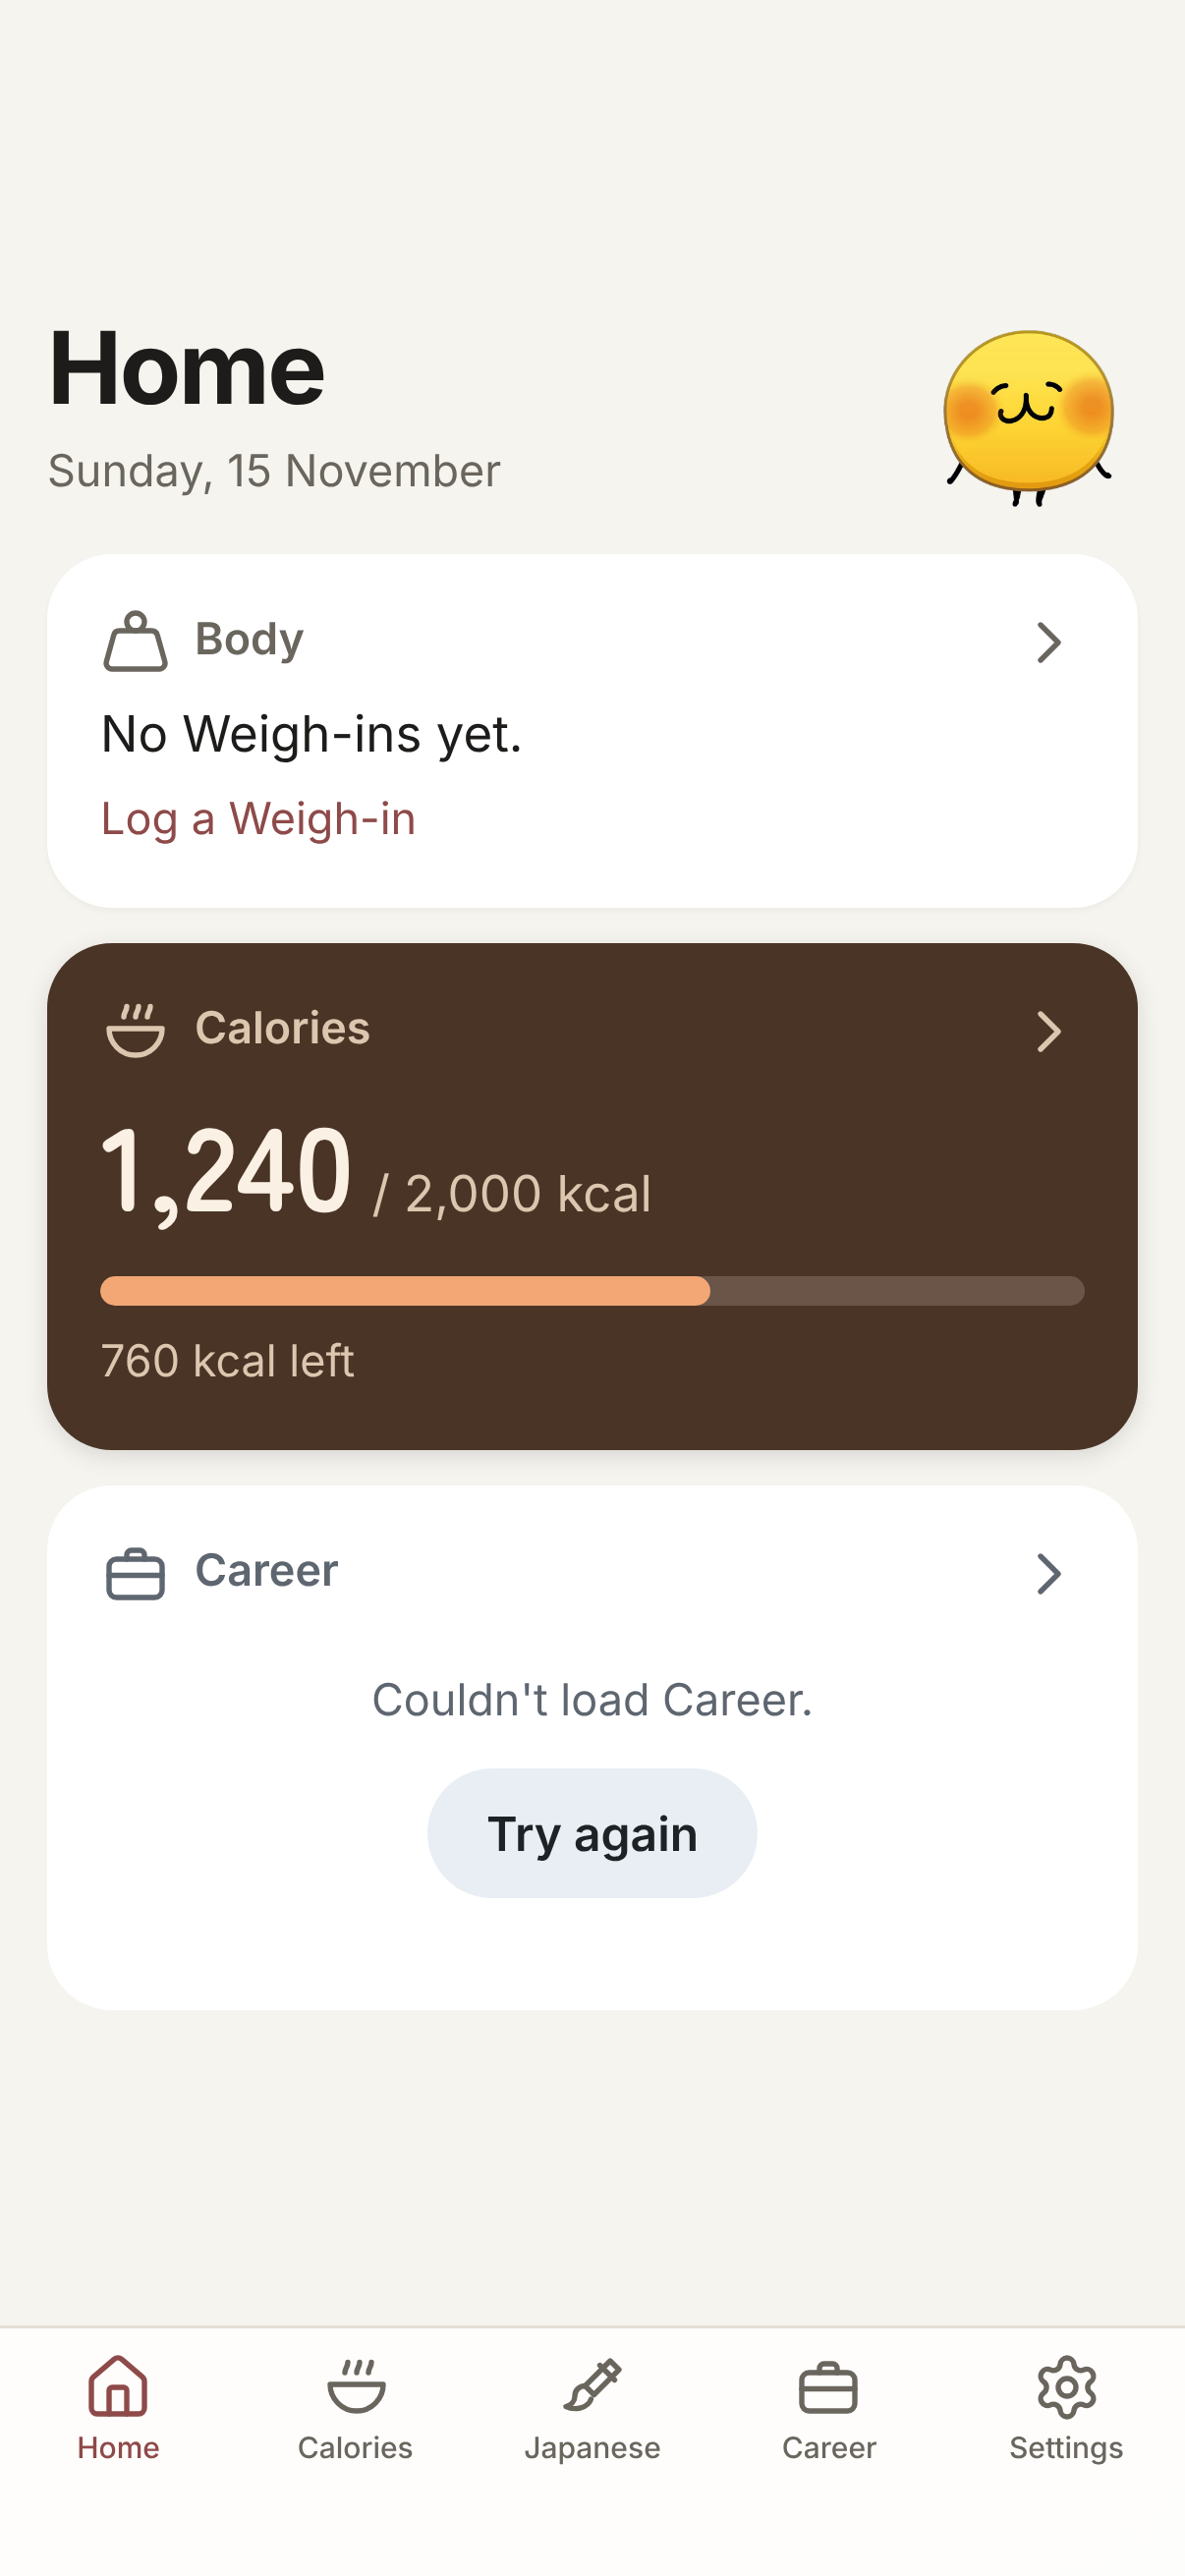 Home
Sunday, 15 November
Body
No Weigh-ins yet.
Log a Weigh-in
Calories
1,240 / 2,000 kcal
760 kcal left
Career
Couldn't load Career.
Try again
Home
Calories
Japanese
Career
Settings